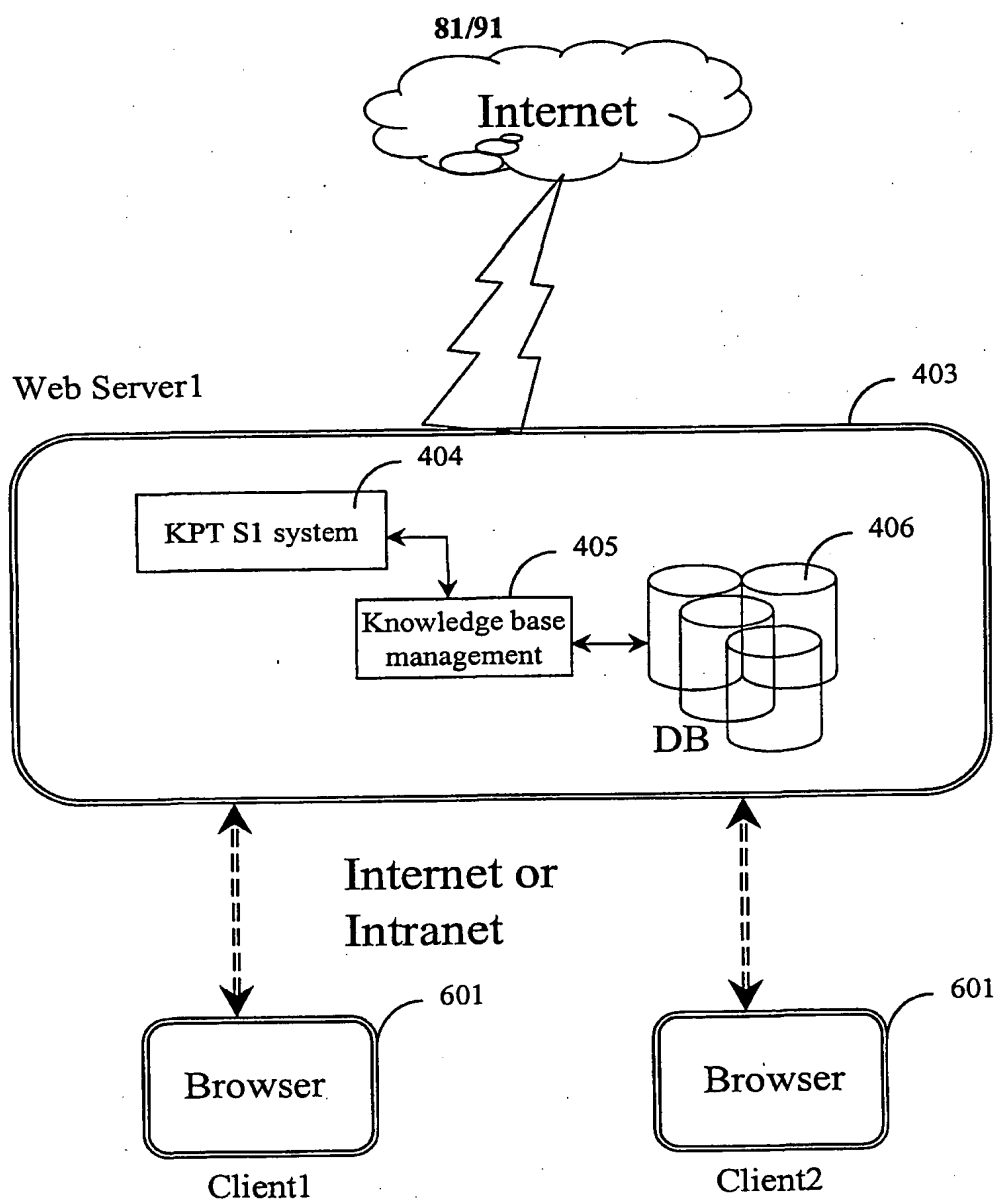 81/91
Internet
Web Server1
403
404
KPT S1 system
405
406
Knowledge base
management
DB
Internet or
Intranet
601
601
Browser
Browser
Client1
Client2